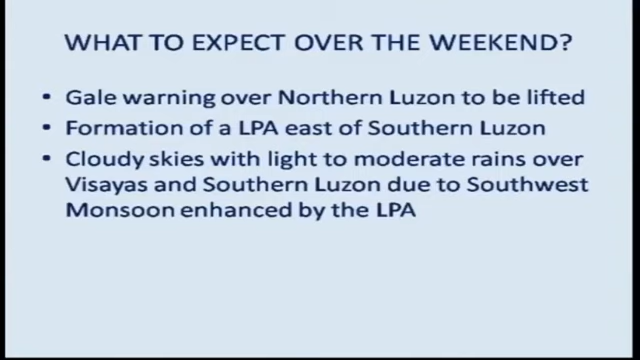 WHAT TO EXPECT OVER THE WEEKEND?
• Gale warning over Northern Luzon to be lifted
• Formation of a LPA east of Southern Luzon
• Cloudy skies with light to moderate rains over
Visayas and Southern Luzon due to Southwest
Monsoon enhanced by the LPA